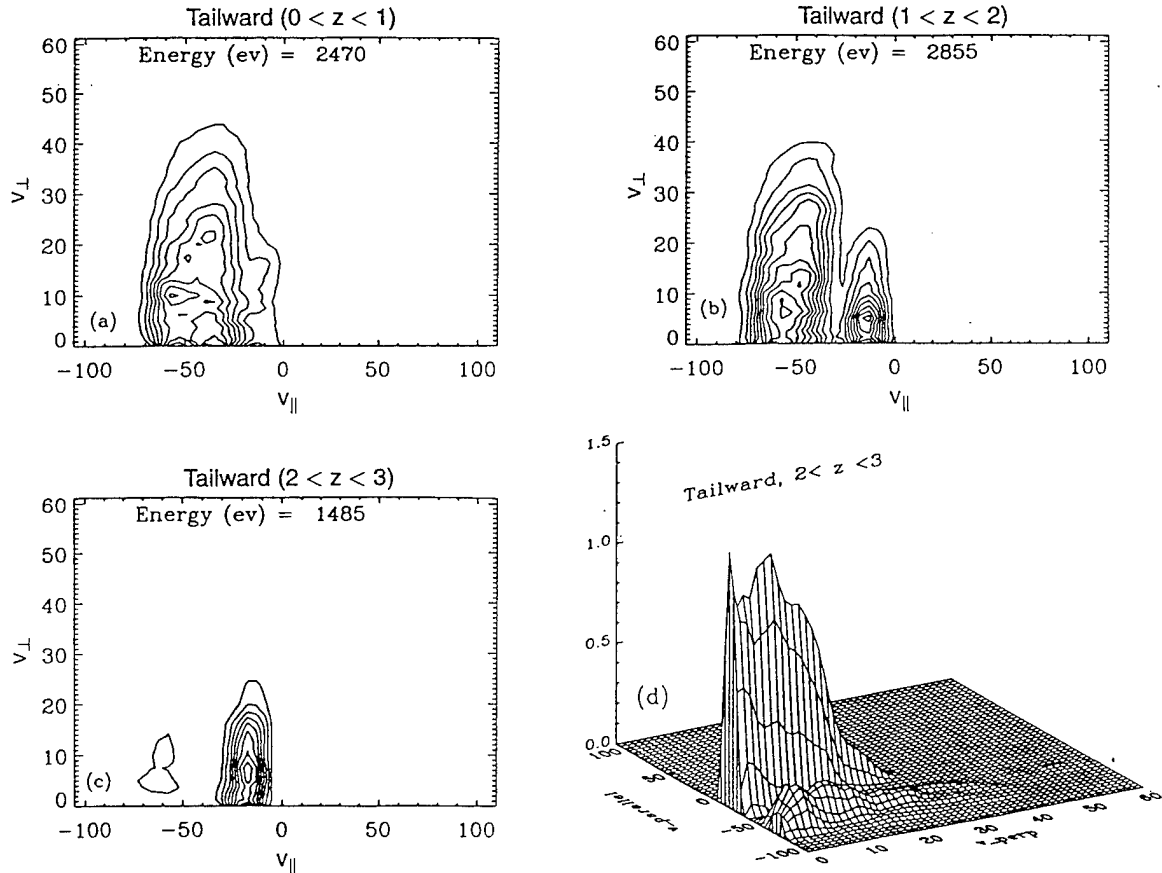 Tailward (0 < z < 1)
Energy (ev) = 2470
60
50
40
30
20
10
0
V⊥
(a)
-100 -50 0 50 100
V||
Tailward (1 < z < 2)
Energy (ev) = 2855
60
50
40
30
20
10
0
V⊥
(b)
-100 -50 0 50 100
V||
Tailward (2 < z < 3)
Energy (ev) = 1485
60
50
40
30
20
10
0
V⊥
(c)
-100 -50 0 50 100
V||
Tailward, 2< z <3
1.5
1.0
0.5
0.0
(d)
100
50
0
-50
-100
v-parallel
0 10 20 30 40 50 60
v-perp